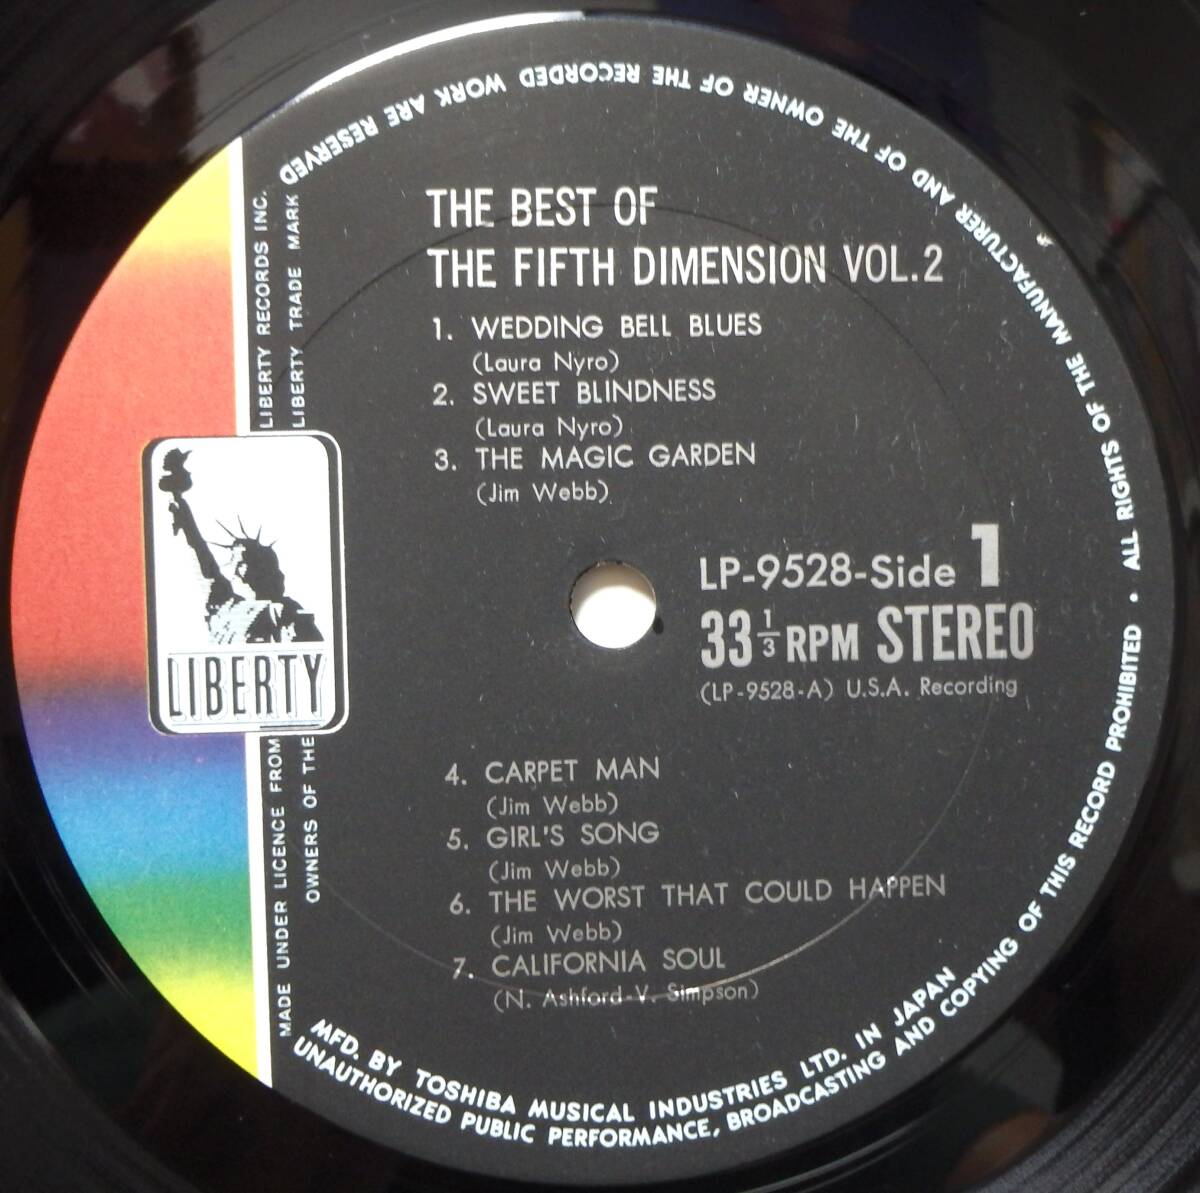 THE BEST OF
THE FIFTH DIMENSION VOL.2
1. WEDDING BELL BLUES
(Laura Nyro)
2. SWEET BLINDNESS
(Laura Nyro)
3. THE MAGIC GARDEN
(Jim Webb)
LP-9528-Side 1
33 1/3 RPM STEREO
(LP-9528-A) U.S.A. Recording
4. CARPET MAN
(Jim Webb)
5. GIRL'S SONG
(Jim Webb)
6. THE WORST THAT COULD HAPPEN
(Jim Webb)
7. CALIFORNIA SOUL
(N. Ashford-V. Simpson)
LIBERTY
MADE UNDER LICENCE FROM LIBERTY RECORDS INC.
OWNERS OF THE LIBERTY TRADE MARK
MFD. BY TOSHIBA MUSICAL INDUSTRIES LTD. IN JAPAN
UNAUTHORIZED PUBLIC PERFORMANCE, BROADCASTING AND COPYING OF THIS RECORD PROHIBITED • ALL RIGHTS OF THE MANUFACTURER AND OF THE OWNER OF THE RECORDED WORK ARE RESERVED